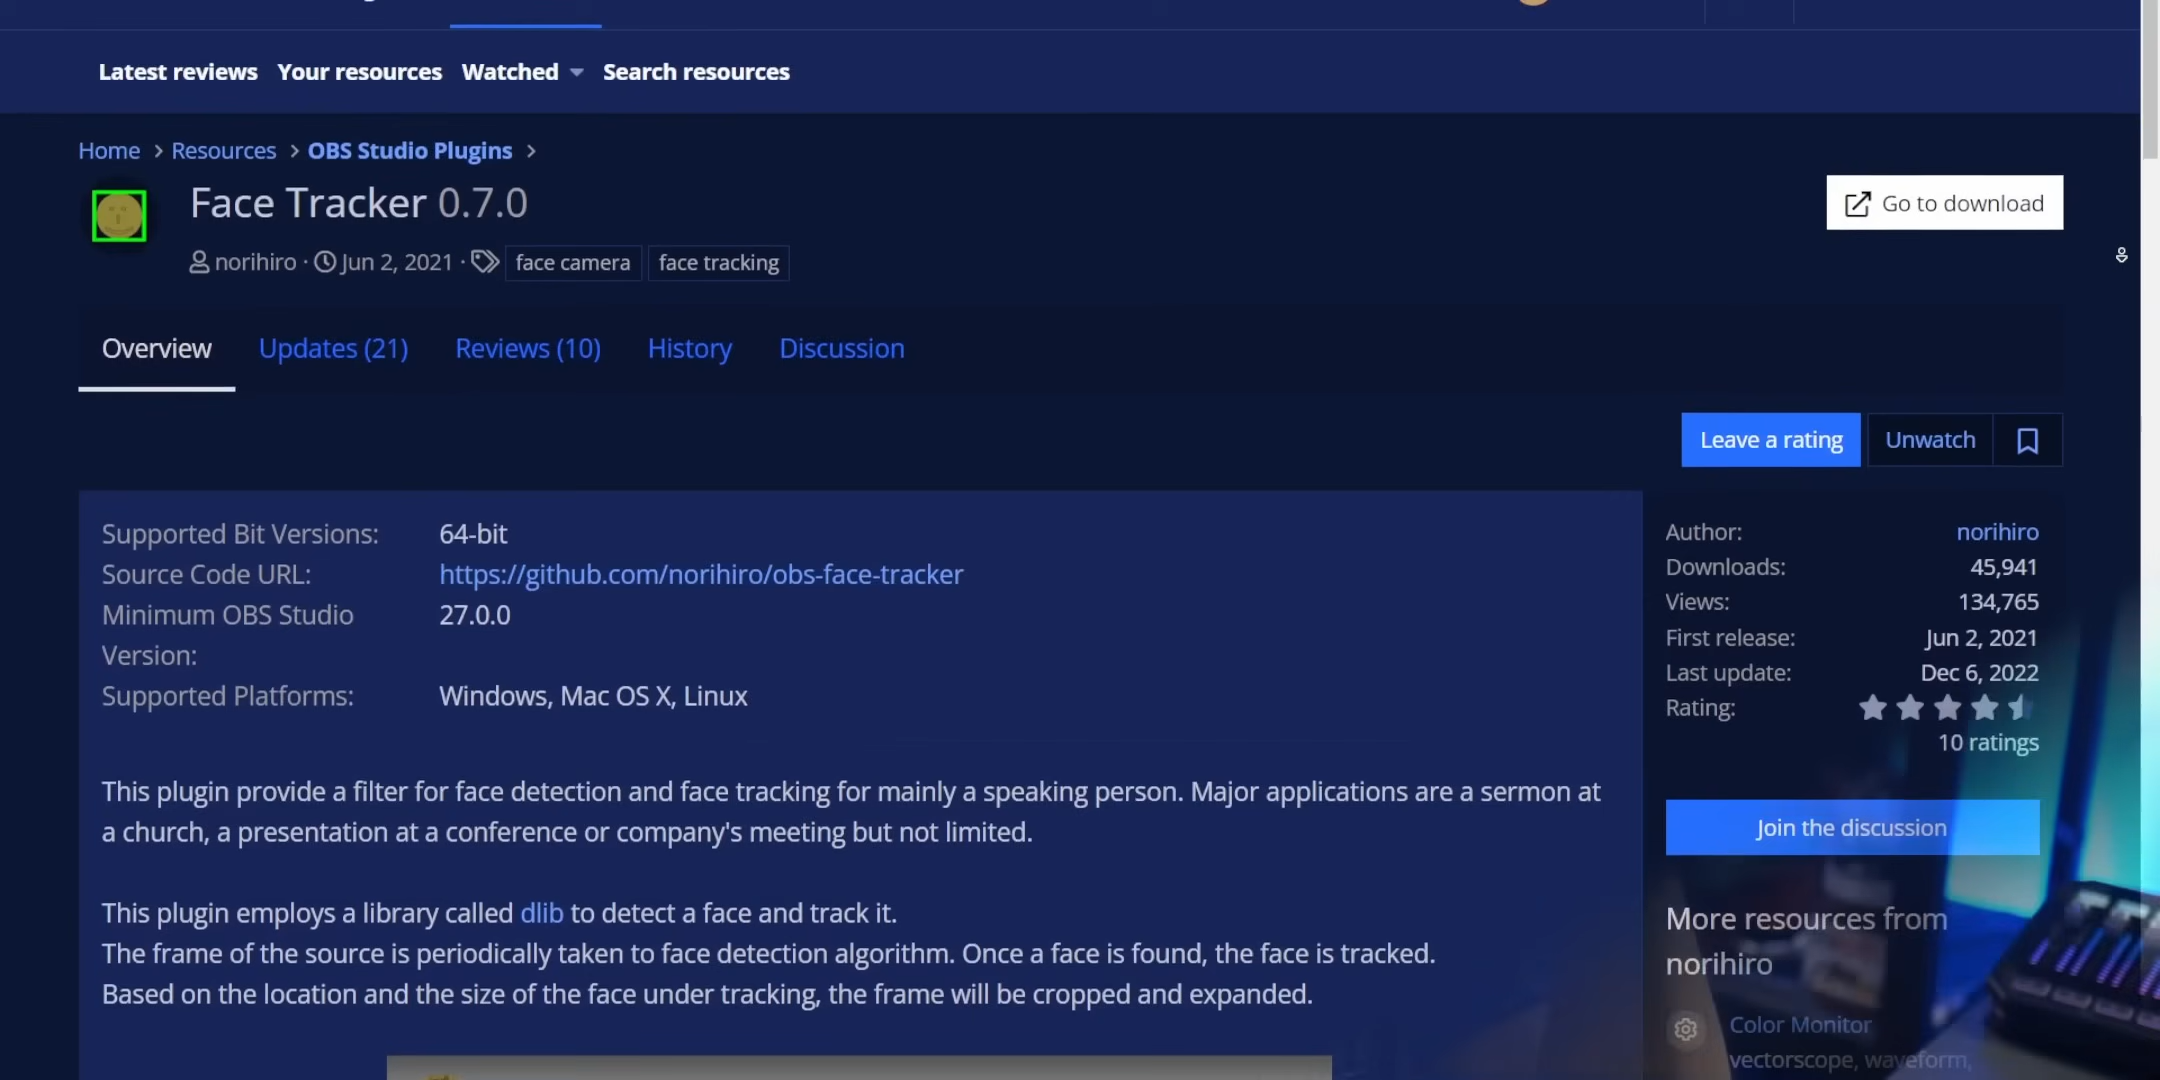 Latest reviews Your resources Watched Search resources
Home > Resources > OBS Studio Plugins >
Face Tracker 0.7.0
Go to download
norihiro · Jun 2, 2021 · face camera face tracking
Overview Updates (21) Reviews (10) History Discussion
Leave a rating Unwatch
Supported Bit Versions: 64-bit
Source Code URL: https://github.com/norihiro/obs-face-tracker
Minimum OBS Studio Version: 27.0.0
Supported Platforms: Windows, Mac OS X, Linux
This plugin provide a filter for face detection and face tracking for mainly a speaking person. Major applications are a sermon at
a church, a presentation at a conference or company's meeting but not limited.
This plugin employs a library called dlib to detect a face and track it.
The frame of the source is periodically taken to face detection algorithm. Once a face is found, the face is tracked.
Based on the location and the size of the face under tracking, the frame will be cropped and expanded.
Author: norihiro
Downloads: 45,941
Views: 134,765
First release: Jun 2, 2021
Last update: Dec 6, 2022
Rating:
10 ratings
Join the discussion
More resources from
norihiro
Color Monitor
vectorscope, waveform,